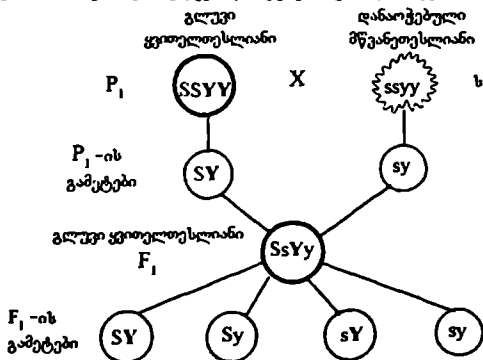 გლუვი
ყვითელთესლიანი
დანაოჭებული
მწვანეთესლიანი
P₁ SSYY X ssyy
P₁-ის
გამეტები
SY sy
გლუვი ყვითელთესლიანი
F₁
SsYy
F₁-ის
გამეტები
SY Sy sY sy